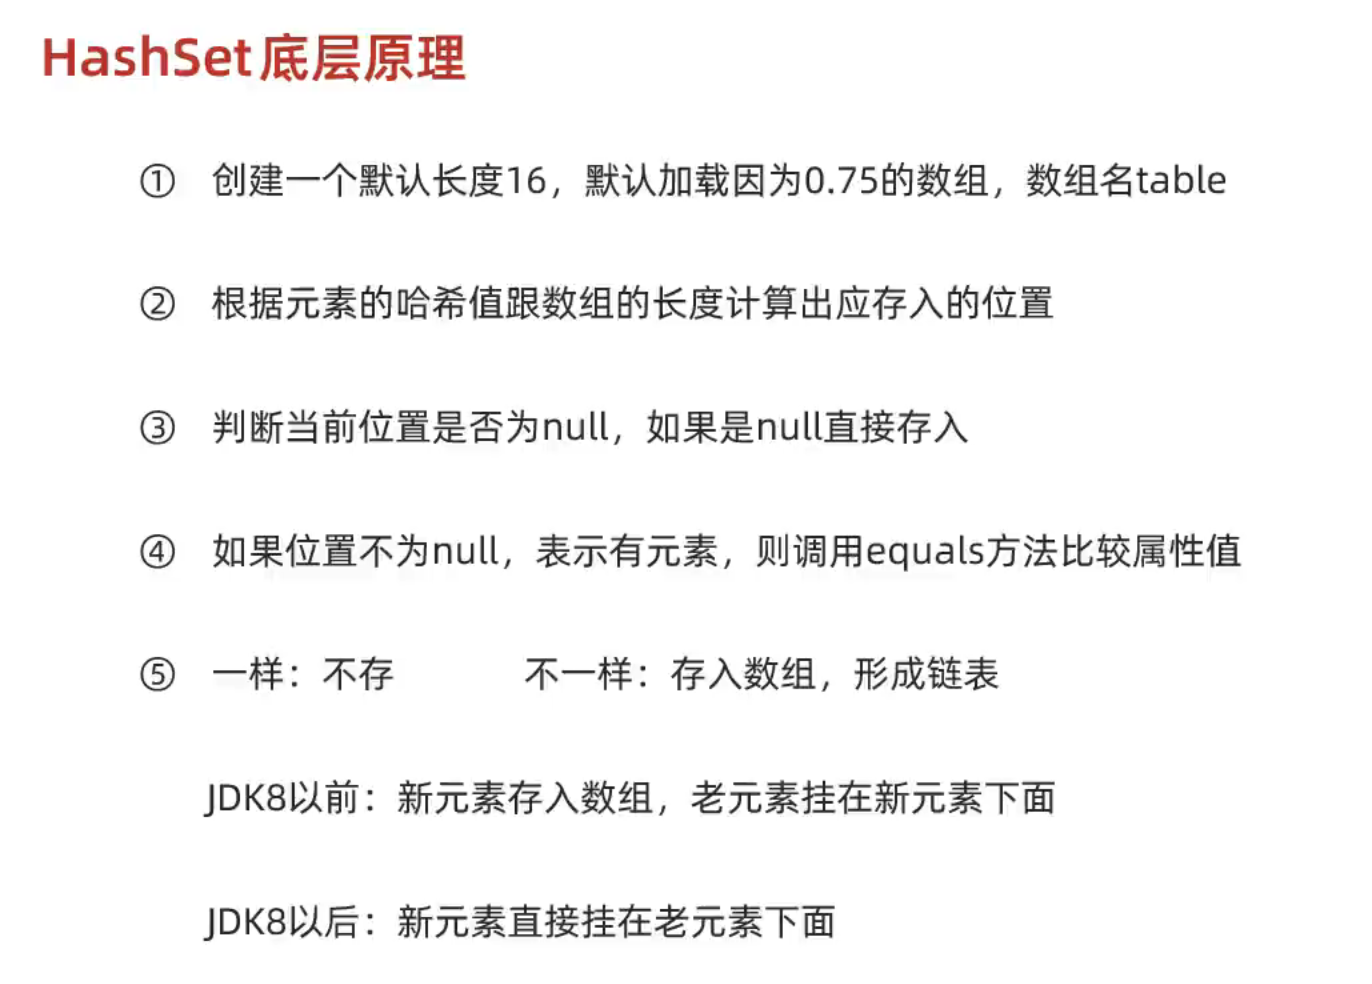 HashSet底层原理
① 创建一个默认长度16，默认加载因为0.75的数组，数组名table
② 根据元素的哈希值跟数组的长度计算出应存入的位置
③ 判断当前位置是否为null，如果是null直接存入
④ 如果位置不为null，表示有元素，则调用equals方法比较属性值
⑤ 一样：不存 不一样：存入数组，形成链表
JDK8以前：新元素存入数组，老元素挂在新元素下面
JDK8以后：新元素直接挂在老元素下面